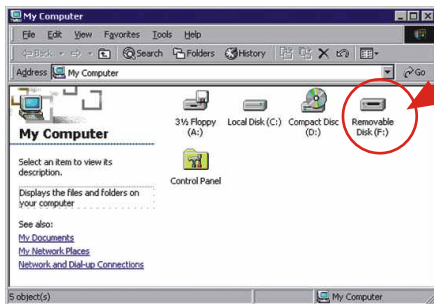 My Computer
File Edit View Favorites Tools Help
Back Search Folders History
Address My Computer Go
My Computer
Select an item to view its
description.
Displays the files and folders on
your computer
See also:
My Documents
My Network Places
Network and Dial-up Connections
3½ Floppy
(A:)
Local Disk (C:)
Compact Disc
(D:)
Removable
Disk (F:)
Control Panel
5 object(s) My Computer